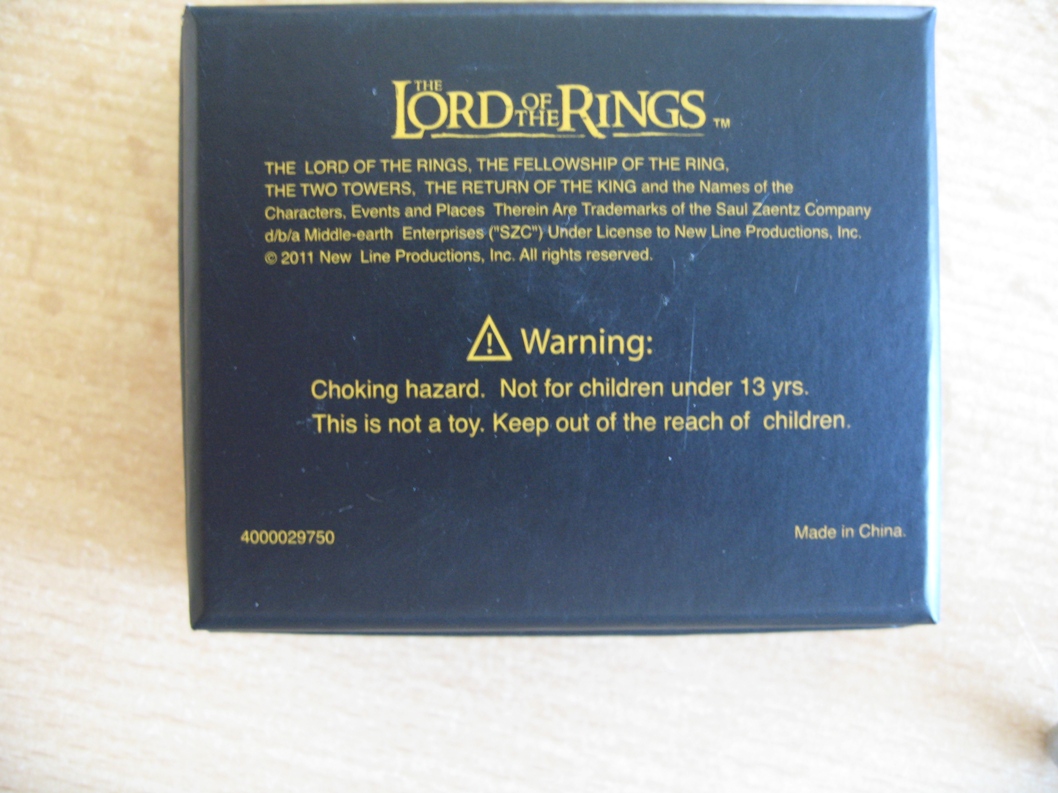 THE LORD OF THE RINGS ™
THE LORD OF THE RINGS, THE FELLOWSHIP OF THE RING,
THE TWO TOWERS, THE RETURN OF THE KING and the Names of the
Characters, Events and Places Therein Are Trademarks of the Saul Zaentz Company
d/b/a Middle-earth Enterprises ("SZC") Under License to New Line Productions, Inc.
© 2011 New Line Productions, Inc. All rights reserved.
Warning:
Choking hazard. Not for children under 13 yrs.
This is not a toy. Keep out of the reach of children.
4000029750
Made in China.